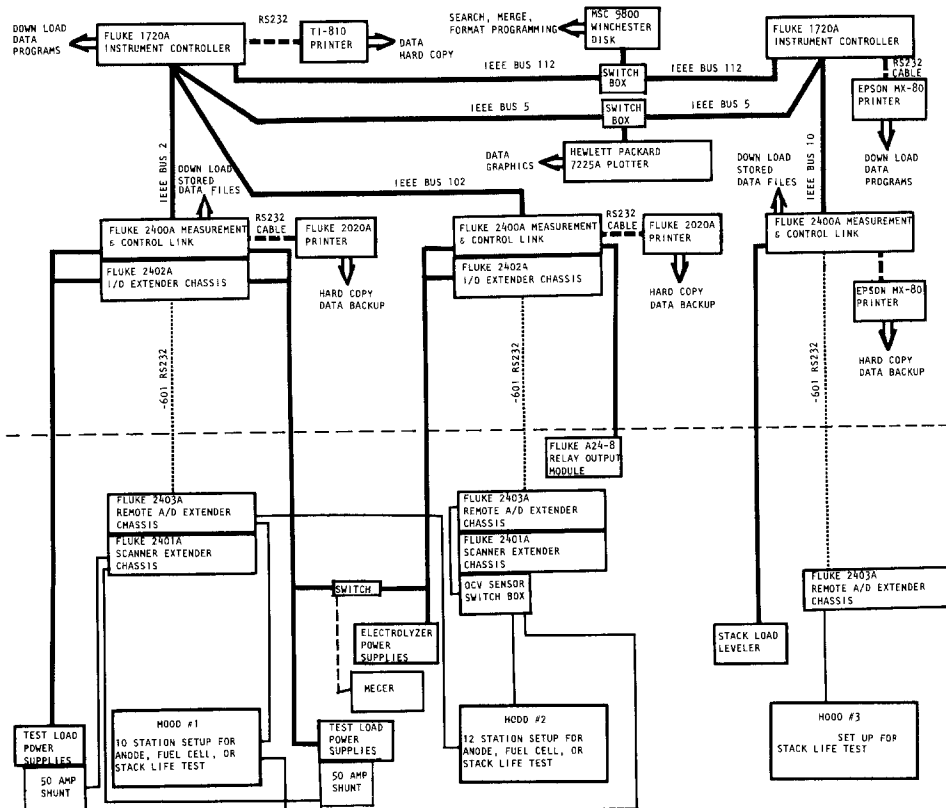 RS232
SEARCH, MERGE,
FORMAT PROGRAMMING
MSC 9800
WINCHESTER
DISK
DOWN LOAD
DATA
PROGRAMS
FLUKE 1720A
INSTRUMENT CONTROLLER
TI-810
PRINTER
DATA
HARD COPY
FLUKE 1720A
INSTRUMENT CONTROLLER
IEEE BUS 112
SWITCH
BOX
IEEE BUS 112
RS232
CABLE
IEEE BUS 5
SWITCH
BOX
IEEE BUS 5
EPSON MX-80
PRINTER
IEEE BUS 2
DATA
GRAPHICS
HEWLETT PACKARD
7225A PLOTTER
IEEE BUS 10
DOWN LOAD
DATA
PROGRAMS
DOWN LOAD
STORED
DATA FILES
IEEE BUS 102
DOWN LOAD
STORED
DATA FILES
FLUKE 2400A MEASUREMENT
& CONTROL LINK
RS232
CABLE
FLUKE 2020A
PRINTER
FLUKE 2400A MEASUREMENT
& CONTROL LINK
RS232
CABLE
FLUKE 2020A
PRINTER
FLUKE 2400A MEASUREMENT
& CONTROL LINK
FLUKE 2402A
I/D EXTENDER CHASSIS
HARD COPY
DATA BACKUP
FLUKE 2402A
I/D EXTENDER CHASSIS
HARD COPY
DATA BACKUP
EPSON MX-80
PRINTER
HARD COPY
DATA BACKUP
-601 RS232
-601 RS232
-601 RS232
FLUKE A24-8
RELAY OUTPUT
MODULE
FLUKE 2403A
REMOTE A/D EXTENDER
CHASSIS
FLUKE 2401A
SCANNER EXTENDER
CHASSIS
FLUKE 2403A
REMOTE A/D EXTENDER
CHASSIS
FLUKE 2401A
SCANNER EXTENDER
CHASSIS
OCV SENSOR
SWITCH BOX
FLUKE 2403A
REMOTE A/D EXTENDER
CHASSIS
SWITCH
ELECTROLYZER
POWER
SUPPLIES
STACK LOAD
LEVELER
MEGER
TEST LOAD
POWER
SUPPLIES
50 AMP
SHUNT
HOOD #1
10 STATION SETUP FOR
ANODE, FUEL CELL, OR
STACK LIFE TEST
TEST LOAD
POWER
SUPPLIES
50 AMP
SHUNT
HOOD #2
12 STATION SETUP FOR
ANODE, FUEL CELL, OR
STACK LIFE TEST
HOOD #3
SET UP FOR
STACK LIFE TEST